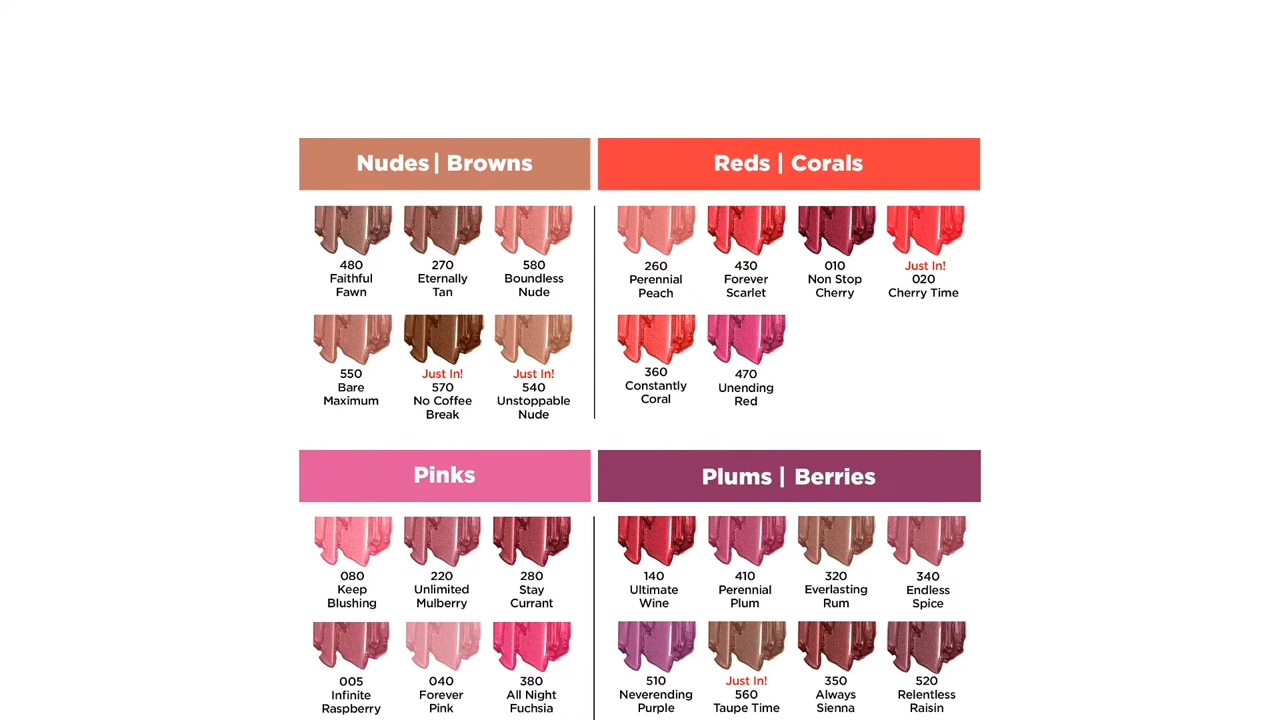 Nudes | Browns
480
Faithful
Fawn
270
Eternally
Tan
580
Boundless
Nude
550
Bare
Maximum
Just In!
570
No Coffee
Break
Just In!
540
Unstoppable
Nude
Reds | Corals
260
Perennial
Peach
430
Forever
Scarlet
010
Non Stop
Cherry
Just In!
020
Cherry Time
360
Constantly
Coral
470
Unending
Red
Pinks
080
Keep
Blushing
220
Unlimited
Mulberry
280
Stay
Currant
005
Infinite
Raspberry
040
Forever
Pink
380
All Night
Fuchsia
Plums | Berries
140
Ultimate
Wine
410
Perennial
Plum
320
Everlasting
Rum
340
Endless
Spice
510
Neverending
Purple
Just In!
560
Taupe Time
350
Always
Sienna
520
Relentless
Raisin